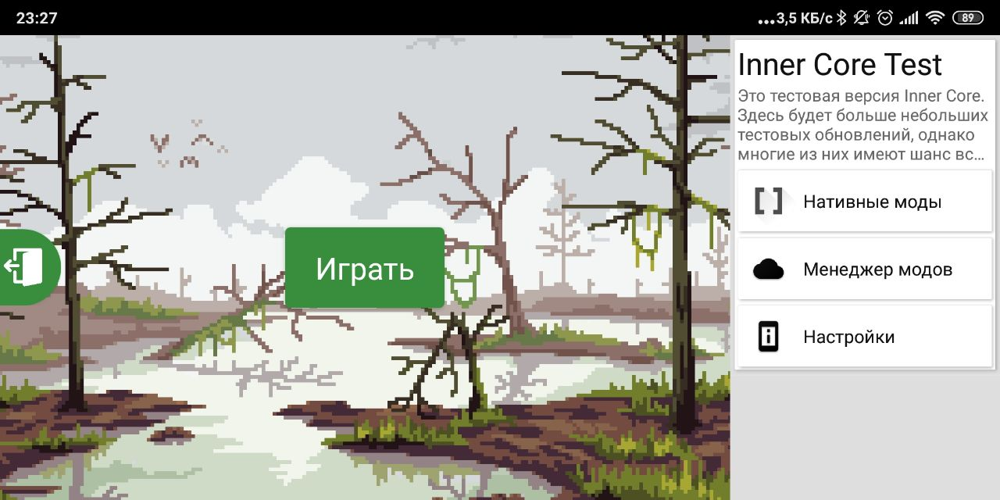 23:27
...3,5 КБ/с 89
Inner Core Test
Это тестовая версия Inner Core.
Здесь будет больше небольших
тестовых обновлений, однако
многие из них имеют шанс вс...
Нативные моды
Играть
Менеджер модов
Настройки